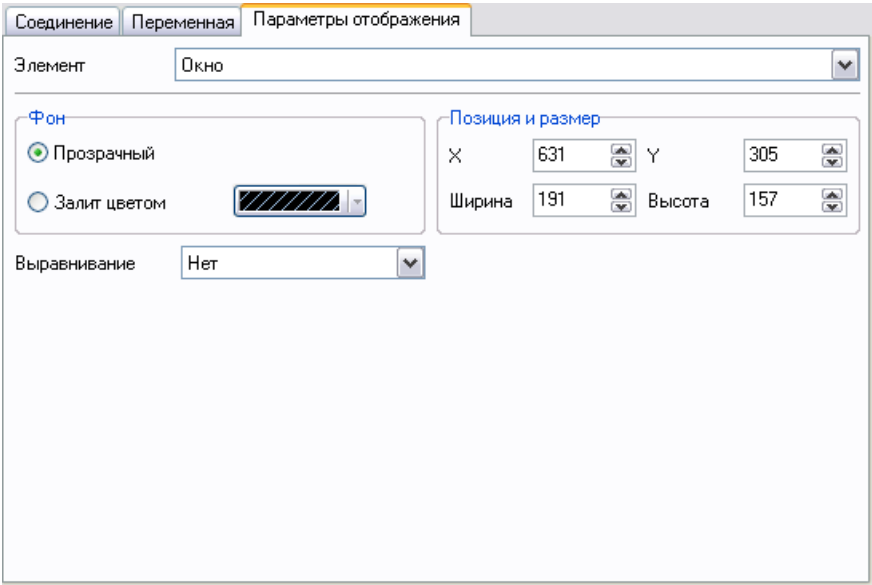 Соединение Переменная Параметры отображения
Элемент Окно
Фон Позиция и размер
Прозрачный X 631 Y 305
Залит цветом Ширина 191 Высота 157
Выравнивание Нет